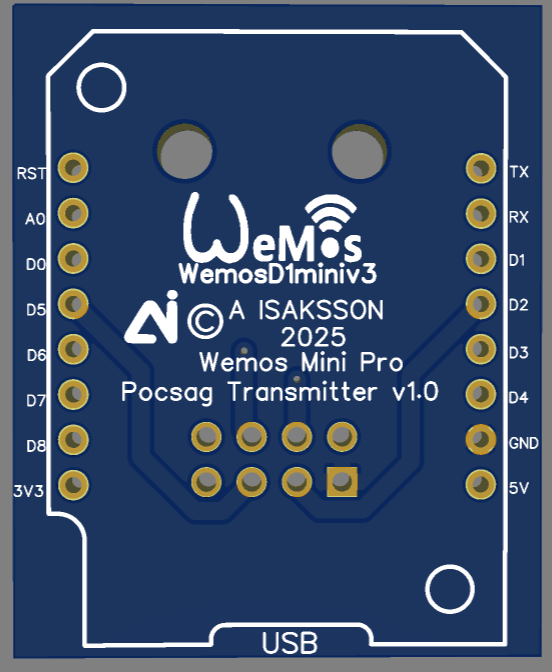 RST
TX
A0
RX
D0
D1
WeMos
WemosD1miniv3
D5
D2
Ai © A ISAKSSON
2025
D6
D3
Wemos Mini Pro
Pocsag Transmitter v1.0
D7
D4
D8
GND
3V3
5V
USB